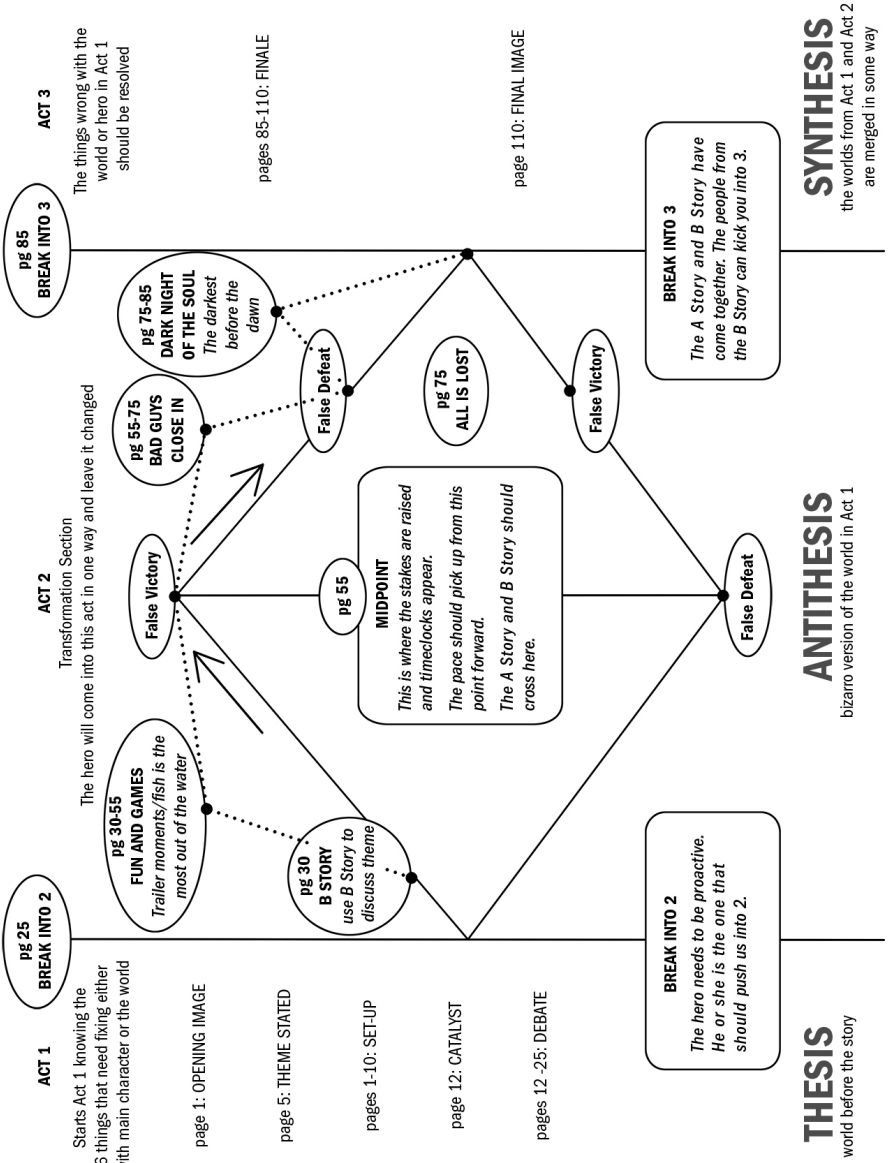 ACT 1
Starts Act 1 knowing the
6 things that need fixing either
with main character or the world
page 1: OPENING IMAGE
page 5: THEME STATED
pages 1-10: SET-UP
page 12: CATALYST
pages 12 -25: DEBATE
THESIS
world before the story
pg 25
BREAK INTO 2
BREAK INTO 2
The hero needs to be proactive.
He or she is the one that
should push us into 2.
ACT 2
Transformation Section
The hero will come into this act in one way and leave it changed
pg 30
B STORY
use B Story to
discuss theme
pg 30-55
FUN AND GAMES
Trailer moments/fish is the
most out of the water
False Victory
pg 55
MIDPOINT
This is where the stakes are raised
and timeclocks appear.
The pace should pick up from this
point forward.
The A Story and B Story should
cross here.
False Defeat
ANTITHESIS
bizarro version of the world in Act 1
pg 55-75
BAD GUYS
CLOSE IN
False Defeat
pg 75
ALL IS LOST
False Victory
pg 75-85
DARK NIGHT
OF THE SOUL
The darkest
before the
dawn
pg 85
BREAK INTO 3
BREAK INTO 3
The A Story and B Story have
come together. The people from
the B Story can kick you into 3.
ACT 3
The things wrong with the
world or hero in Act 1
should be resolved
pages 85-110: FINALE
page 110: FINAL IMAGE
SYNTHESIS
the worlds from Act 1 and Act 2
are merged in some way